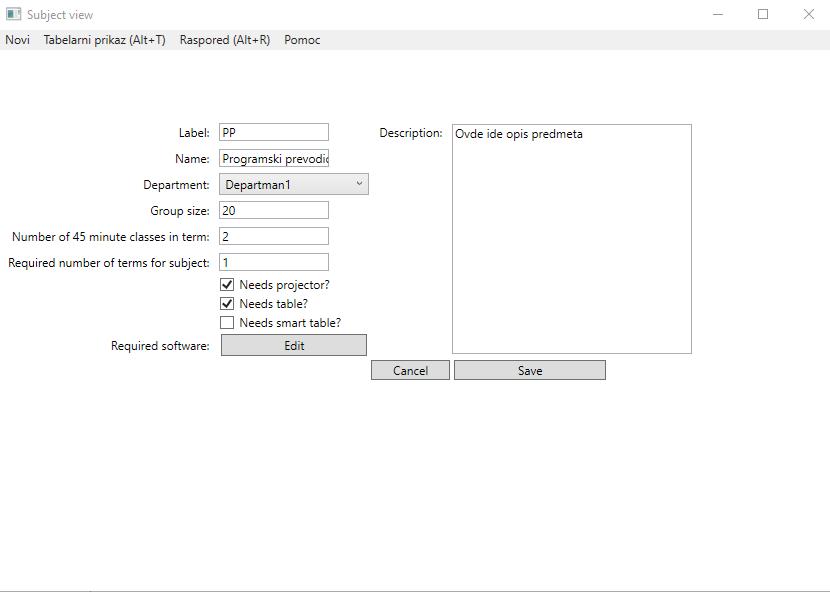 Subject view
Novi Tabelarni prikaz (Alt+T) Raspored (Alt+R) Pomoc
Label: PP
Name: Programski prevodic
Department: Departman1
Group size: 20
Number of 45 minute classes in term: 2
Required number of terms for subject: 1
Needs projector?
Needs table?
Needs smart table?
Required software: Edit
Description: Ovde ide opis predmeta
Cancel Save